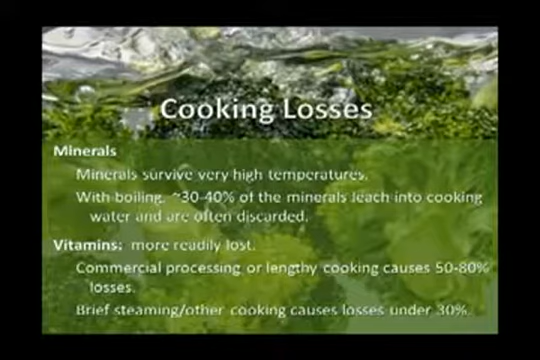 Cooking Losses
Minerals
Minerals survive very high temperatures.
With boiling, ~30-40% of the minerals leach into cooking
water and are often discarded.
Vitamins: more readily lost.
Commercial processing or lengthy cooking causes 50-80%
losses.
Brief steaming/other cooking causes losses under 30%.